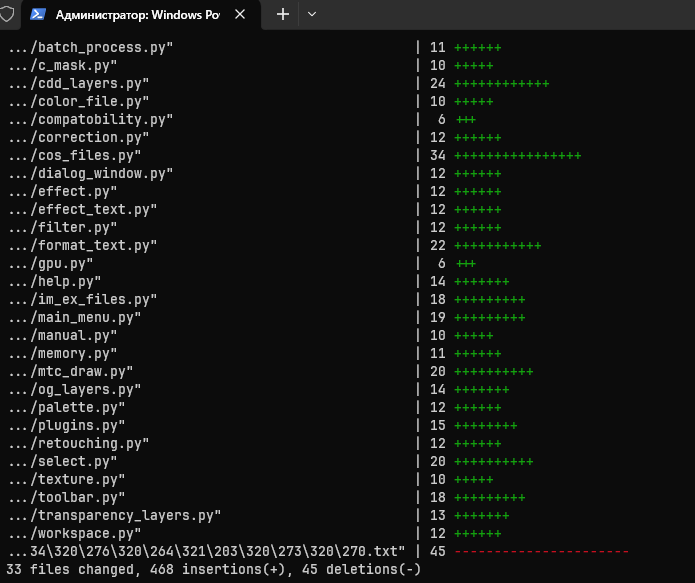 Администратор: Windows Po
.../batch_process.py" | 11 ++++++
.../c_mask.py" | 10 +++++
.../cdd_layers.py" | 24 ++++++++++++
.../color_file.py" | 10 +++++
.../compatobility.py" | 6 +++
.../correction.py" | 12 ++++++
.../cos_files.py" | 34 ++++++++++++++++
.../dialog_window.py" | 12 ++++++
.../effect.py" | 12 ++++++
.../effect_text.py" | 12 ++++++
.../filter.py" | 12 ++++++
.../format_text.py" | 22 +++++++++++
.../gpu.py" | 6 +++
.../help.py" | 14 +++++++
.../im_ex_files.py" | 18 +++++++++
.../main_menu.py" | 19 +++++++++
.../manual.py" | 10 +++++
.../memory.py" | 11 ++++++
.../mtc_draw.py" | 20 ++++++++++
.../og_layers.py" | 14 +++++++
.../palette.py" | 12 ++++++
.../plugins.py" | 15 ++++++++
.../retouching.py" | 12 ++++++
.../select.py" | 20 ++++++++++
.../texture.py" | 10 +++++
.../toolbar.py" | 18 +++++++++
.../transparency_layers.py" | 13 +++++++
.../workspace.py" | 12 ++++++
...34\320\276\320\264\321\203\320\273\320\270.txt" | 45 ----------------------
33 files changed, 468 insertions(+), 45 deletions(-)